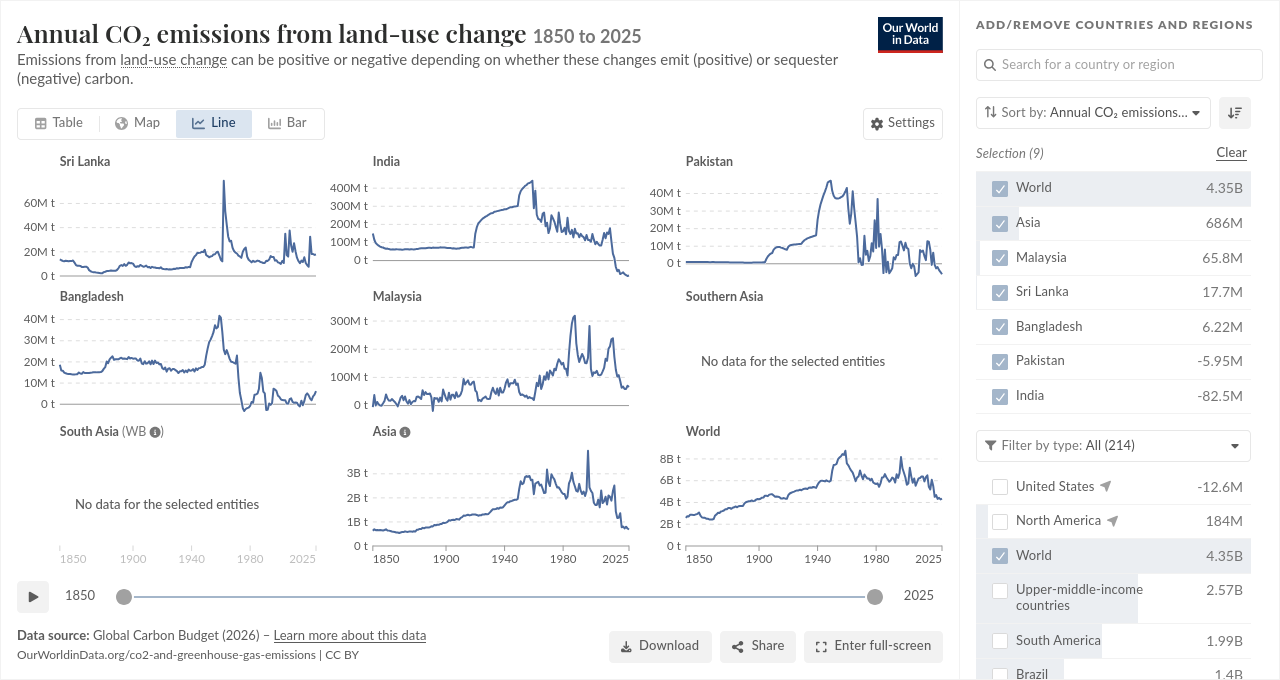 Annual CO₂ emissions from land-use change 1850 to 2025
Emissions from land-use change can be positive or negative depending on whether these changes emit (positive) or sequester
(negative) carbon.
Our World
in Data
Table
Map
Line
Bar
Settings
Sri Lanka
60M t
40M t
20M t
0 t
India
400M t
300M t
200M t
100M t
0 t
Pakistan
40M t
30M t
20M t
10M t
0 t
Bangladesh
40M t
30M t
20M t
10M t
0 t
Malaysia
300M t
200M t
100M t
0 t
Southern Asia
No data for the selected entities
South Asia (WB)
No data for the selected entities
1850
1900
1940
1980
2025
Asia
3B t
2B t
1B t
0 t
1850
1900
1940
1980
2025
World
8B t
6B t
4B t
2B t
0 t
1850
1900
1940
1980
2025
1850
2025
Data source: Global Carbon Budget (2026) – Learn more about this data
OurWorldinData.org/co2-and-greenhouse-gas-emissions | CC BY
Download
Share
Enter full-screen
ADD/REMOVE COUNTRIES AND REGIONS
Search for a country or region
Sort by: Annual CO₂ emissions...
Selection (9)
Clear
World 4.35B
Asia 686M
Malaysia 65.8M
Sri Lanka 17.7M
Bangladesh 6.22M
Pakistan -5.95M
India -82.5M
Filter by type: All (214)
United States -12.6M
North America 184M
World 4.35B
Upper-middle-income 2.57B
countries
South America 1.99B
Brazil 1.4B